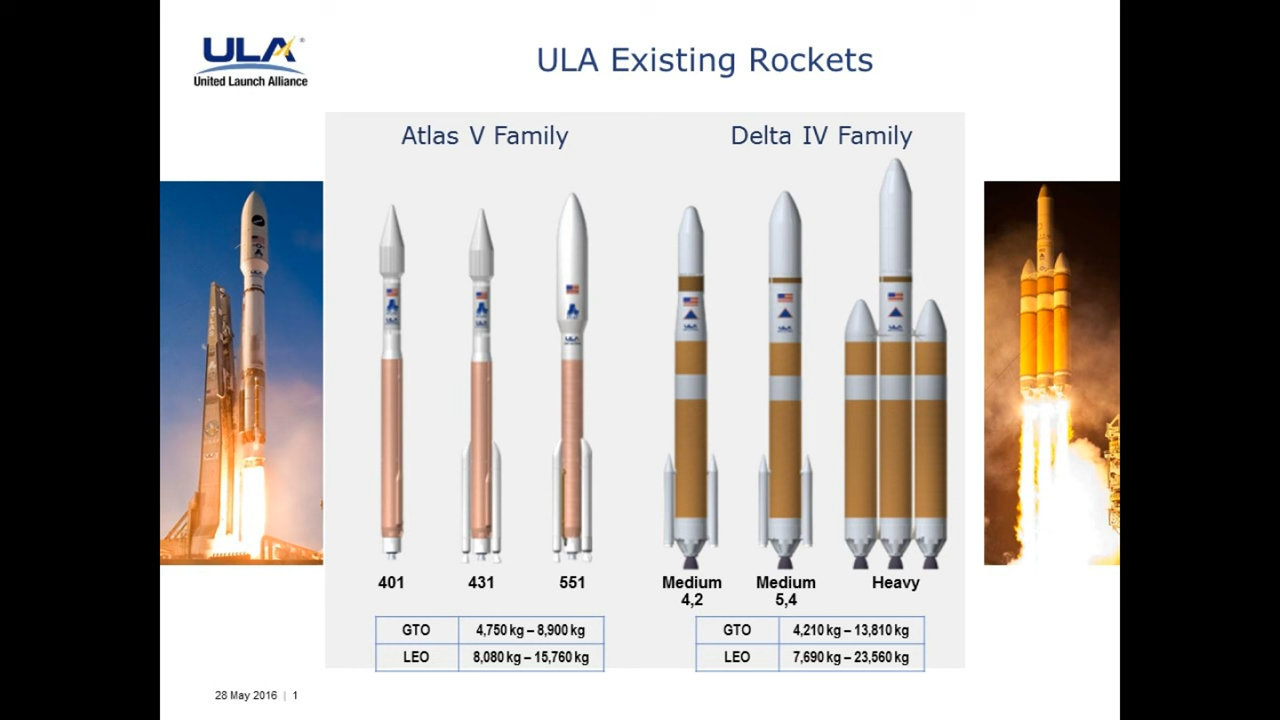 ULA
United Launch Alliance
ULA Existing Rockets
Atlas V Family
Delta IV Family
401
431
551
Medium
4,2
Medium
5,4
Heavy
GTO 4,750 kg – 8,900 kg
LEO 8,080 kg – 15,760 kg
GTO 4,210 kg – 13,810 kg
LEO 7,690 kg – 23,560 kg
28 May 2016 | 1